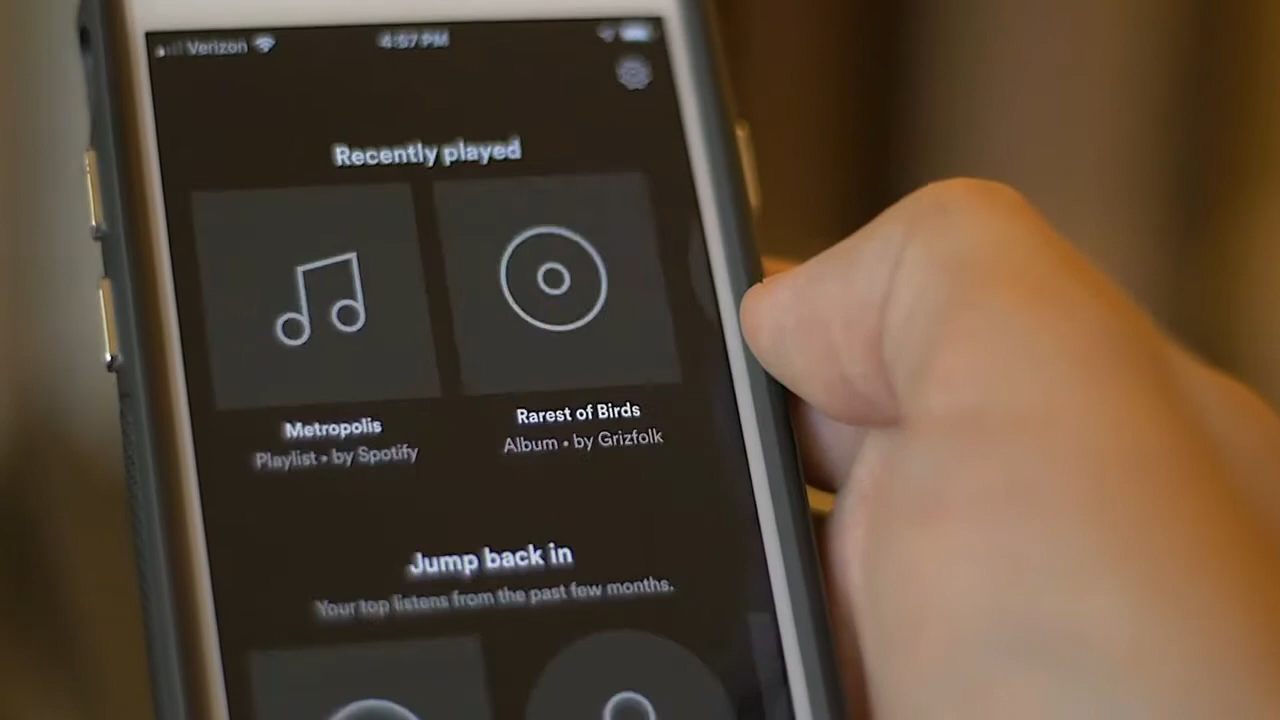 Verizon 4:37 PM
Recently played
Metropolis
Playlist • by Spotify
Rarest of Birds
Album • by Grizfolk
Jump back in
Your top listens from the past few months.